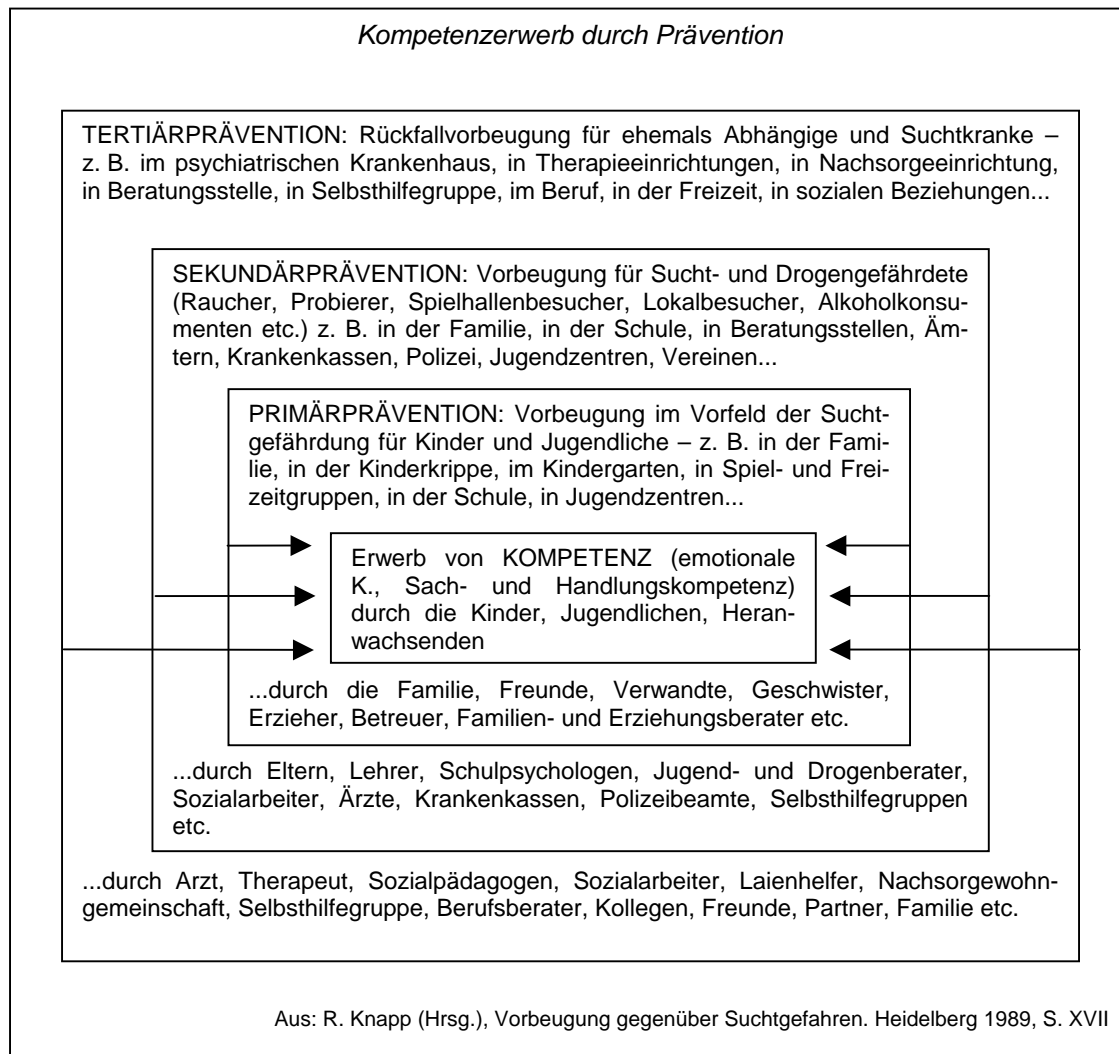 Kompetenzerwerb durch Prävention
TERTIÄRPRÄVENTION: Rückfallvorbeugung für ehemals Abhängige und Suchtkranke –
z. B. im psychiatrischen Krankenhaus, in Therapieeinrichtungen, in Nachsorgeeinrichtung,
in Beratungsstelle, in Selbsthilfegruppe, im Beruf, in der Freizeit, in sozialen Beziehungen...
SEKUNDÄRPRÄVENTION: Vorbeugung für Sucht- und Drogengefährdete
(Raucher, Probierer, Spielhallenbesucher, Lokalbesucher, Alkoholkonsu-
menten etc.) z. B. in der Familie, in der Schule, in Beratungsstellen, Äm-
tern, Krankenkassen, Polizei, Jugendzentren, Vereinen...
PRIMÄRPRÄVENTION: Vorbeugung im Vorfeld der Sucht-
gefährdung für Kinder und Jugendliche – z. B. in der Fami-
lie, in der Kinderkrippe, im Kindergarten, in Spiel- und Frei-
zeitgruppen, in der Schule, in Jugendzentren...
Erwerb von KOMPETENZ (emotionale
K., Sach- und Handlungskompetenz)
durch die Kinder, Jugendlichen, Heran-
wachsenden
...durch die Familie, Freunde, Verwandte, Geschwister,
Erzieher, Betreuer, Familien- und Erziehungsberater etc.
...durch Eltern, Lehrer, Schulpsychologen, Jugend- und Drogenberater,
Sozialarbeiter, Ärzte, Krankenkassen, Polizeibeamte, Selbsthilfegruppen
etc.
...durch Arzt, Therapeut, Sozialpädagogen, Sozialarbeiter, Laienhelfer, Nachsorgewohn-
gemeinschaft, Selbsthilfegruppe, Berufsberater, Kollegen, Freunde, Partner, Familie etc.
Aus: R. Knapp (Hrsg.), Vorbeugung gegenüber Suchtgefahren. Heidelberg 1989, S. XVII